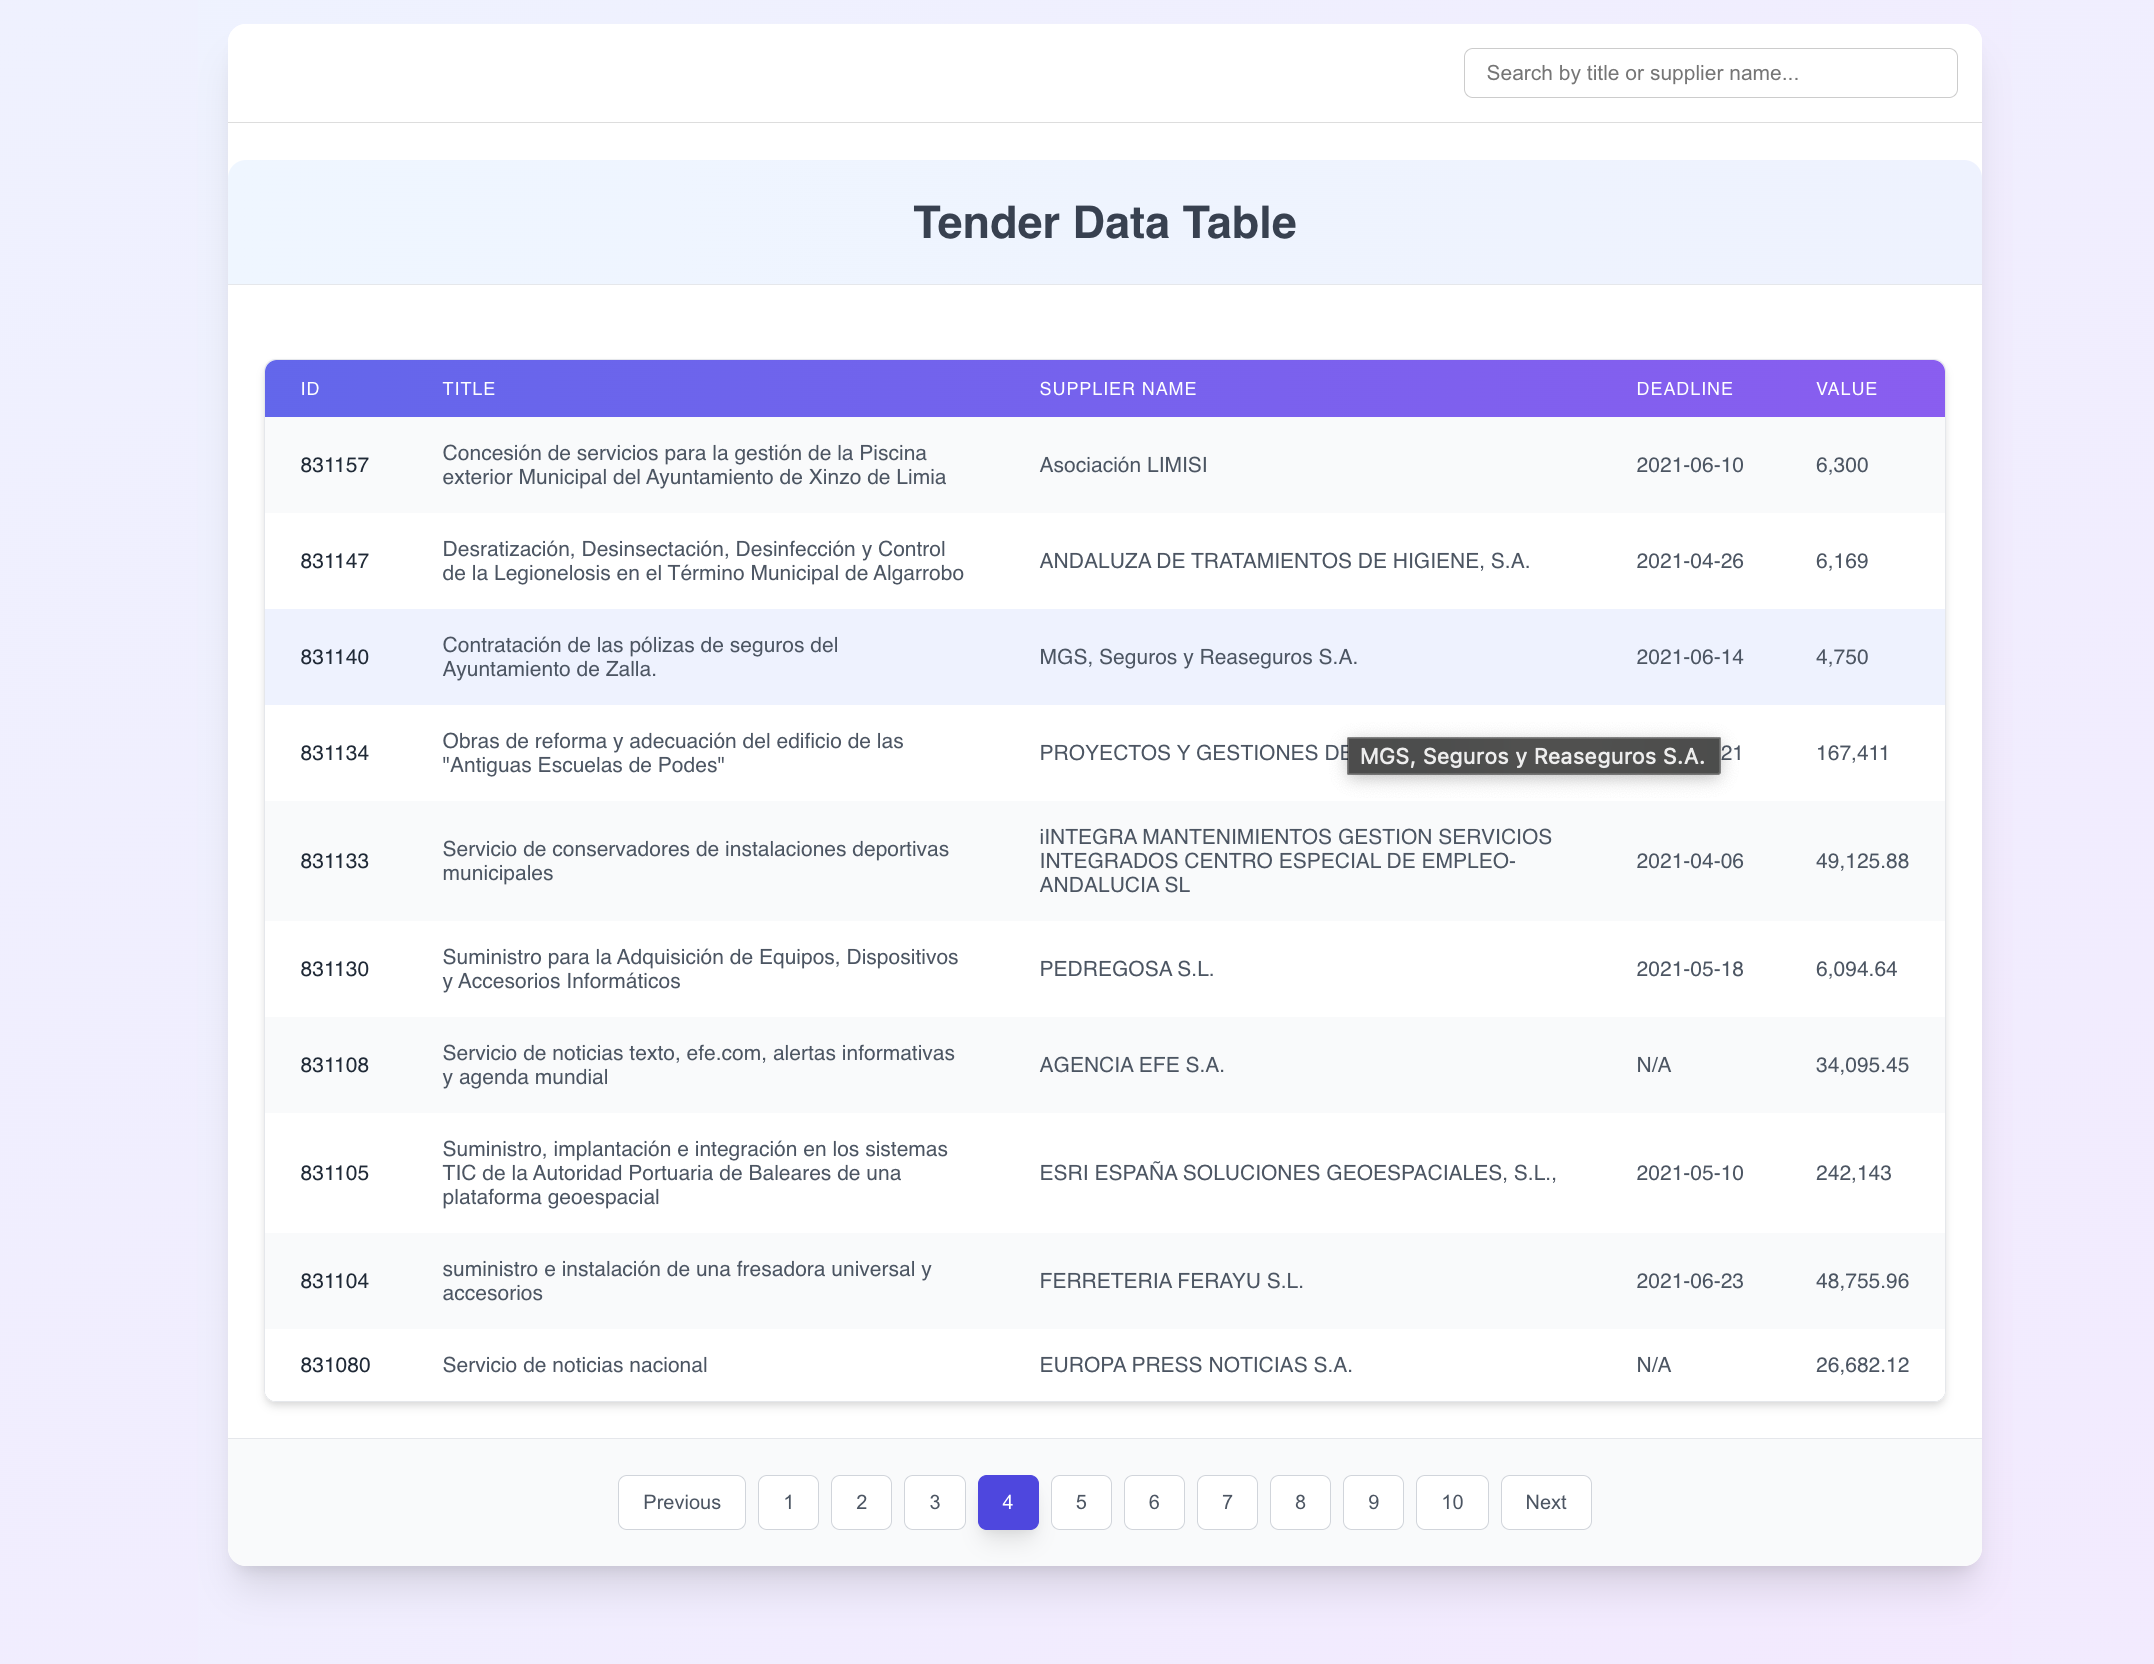 Search by title or supplier name...
Tender Data Table
ID TITLE SUPPLIER NAME DEADLINE VALUE
831157
Concesión de servicios para la gestión de la Piscina
exterior Municipal del Ayuntamiento de Xinzo de Limia
Asociación LIMISI
2021-06-10
6,300
831147
Desratización, Desinsectación, Desinfección y Control
de la Legionelosis en el Término Municipal de Algarrobo
ANDALUZA DE TRATAMIENTOS DE HIGIENE, S.A.
2021-04-26
6,169
831140
Contratación de las pólizas de seguros del
Ayuntamiento de Zalla.
MGS, Seguros y Reaseguros S.A.
2021-06-14
4,750
831134
Obras de reforma y adecuación del edificio de las
"Antiguas Escuelas de Podes"
PROYECTOS Y GESTIONES DE
MGS, Seguros y Reaseguros S.A.
21
167,411
831133
Servicio de conservadores de instalaciones deportivas
municipales
iINTEGRA MANTENIMIENTOS GESTION SERVICIOS
INTEGRADOS CENTRO ESPECIAL DE EMPLEO-
ANDALUCIA SL
2021-04-06
49,125.88
831130
Suministro para la Adquisición de Equipos, Dispositivos
y Accesorios Informáticos
PEDREGOSA S.L.
2021-05-18
6,094.64
831108
Servicio de noticias texto, efe.com, alertas informativas
y agenda mundial
AGENCIA EFE S.A.
N/A
34,095.45
831105
Suministro, implantación e integración en los sistemas
TIC de la Autoridad Portuaria de Baleares de una
plataforma geoespacial
ESRI ESPAÑA SOLUCIONES GEOESPACIALES, S.L.,
2021-05-10
242,143
831104
suministro e instalación de una fresadora universal y
accesorios
FERRETERIA FERAYU S.L.
2021-06-23
48,755.96
831080
Servicio de noticias nacional
EUROPA PRESS NOTICIAS S.A.
N/A
26,682.12
Previous 1 2 3 4 5 6 7 8 9 10 Next